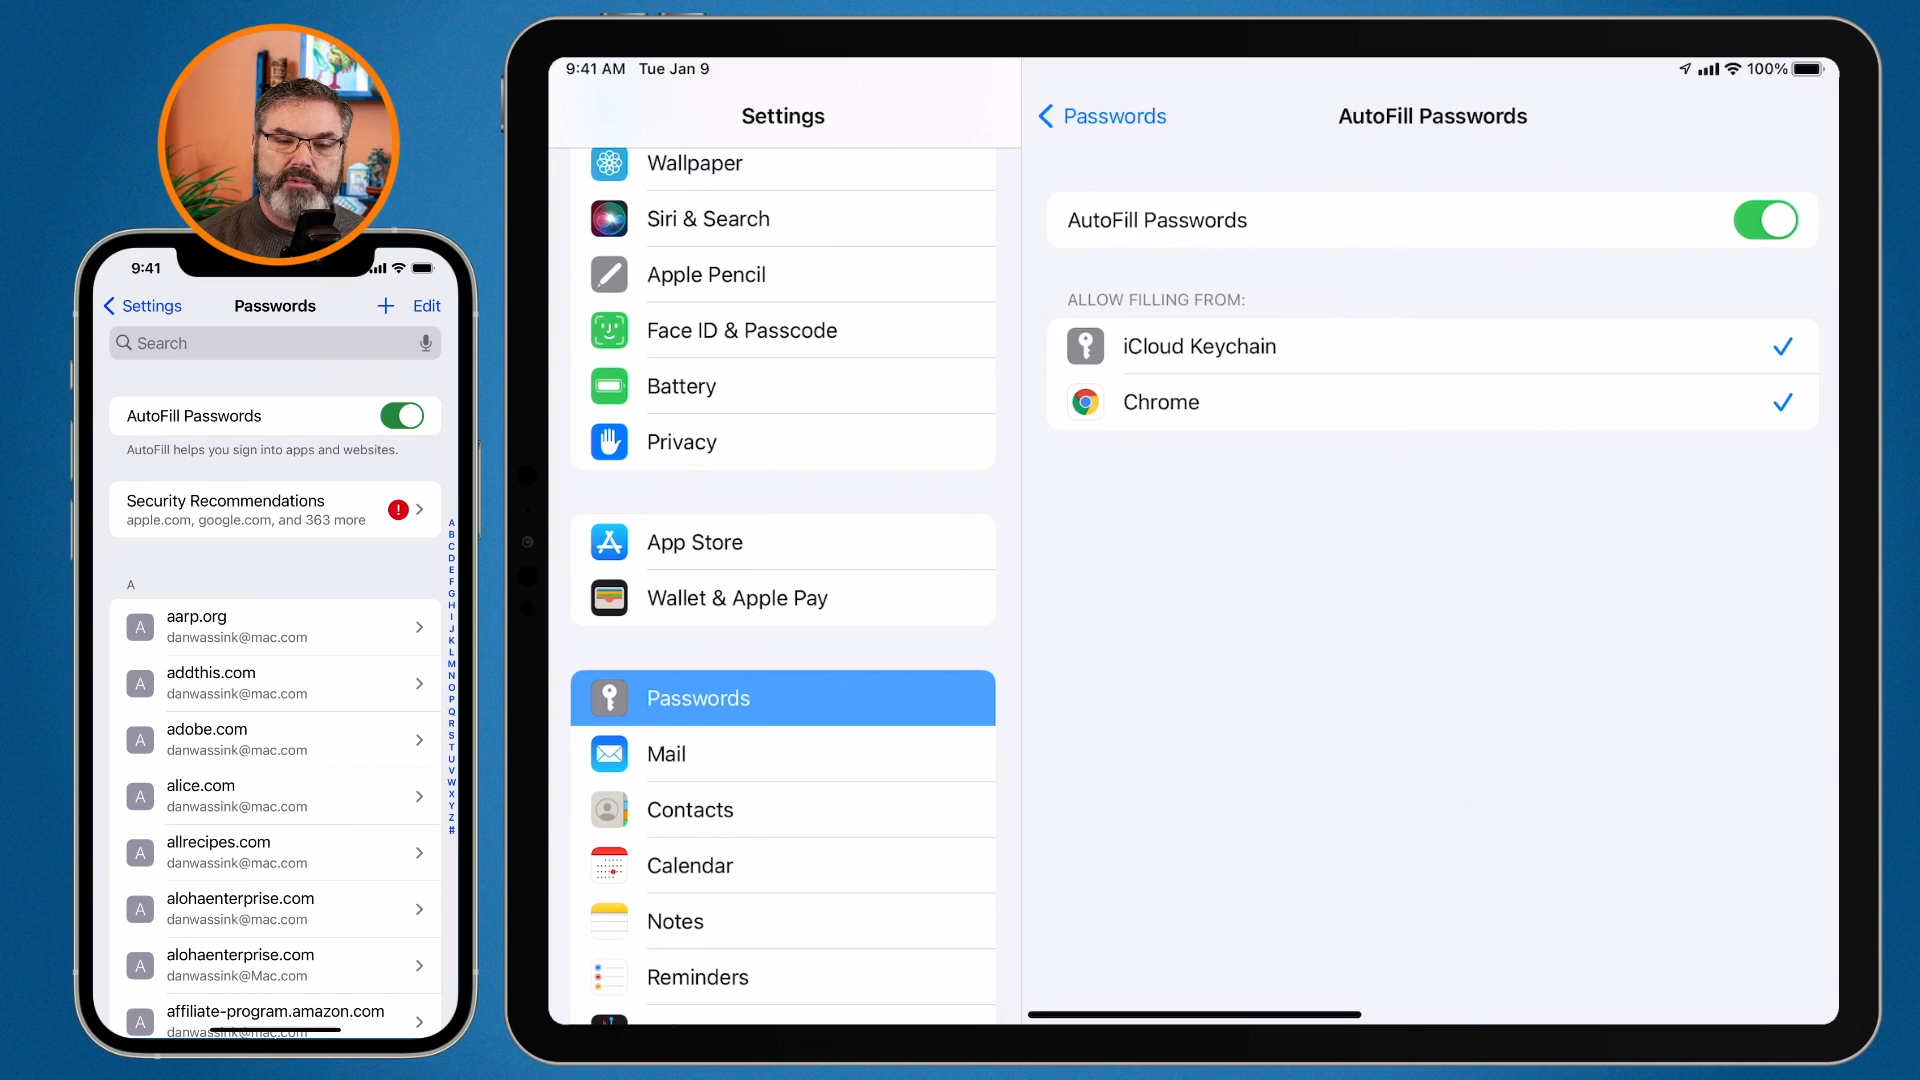 9:41
Settings
Passwords
Edit
Search
AutoFill Passwords
AutoFill helps you sign into apps and websites.
Security Recommendations
apple.com, google.com, and 363 more
A
A
aarp.org
danwassink@mac.com
A
addthis.com
danwassink@mac.com
A
adobe.com
danwassink@mac.com
A
alice.com
danwassink@mac.com
A
allrecipes.com
danwassink@mac.com
A
alohaenterprise.com
danwassink@mac.com
A
alohaenterprise.com
danwassink@Mac.com
A
affiliate-program.amazon.com
danwassink@mac.com
A
B
C
D
E
F
G
H
I
J
K
L
M
N
O
P
Q
R
S
T
U
V
W
X
Y
Z
#
9:41 AM Tue Jan 9
100%
Settings
Wallpaper
Siri & Search
Apple Pencil
Face ID & Passcode
Battery
Privacy
App Store
Wallet & Apple Pay
Passwords
Mail
Contacts
Calendar
Notes
Reminders
Passwords
AutoFill Passwords
AutoFill Passwords
ALLOW FILLING FROM:
iCloud Keychain
Chrome